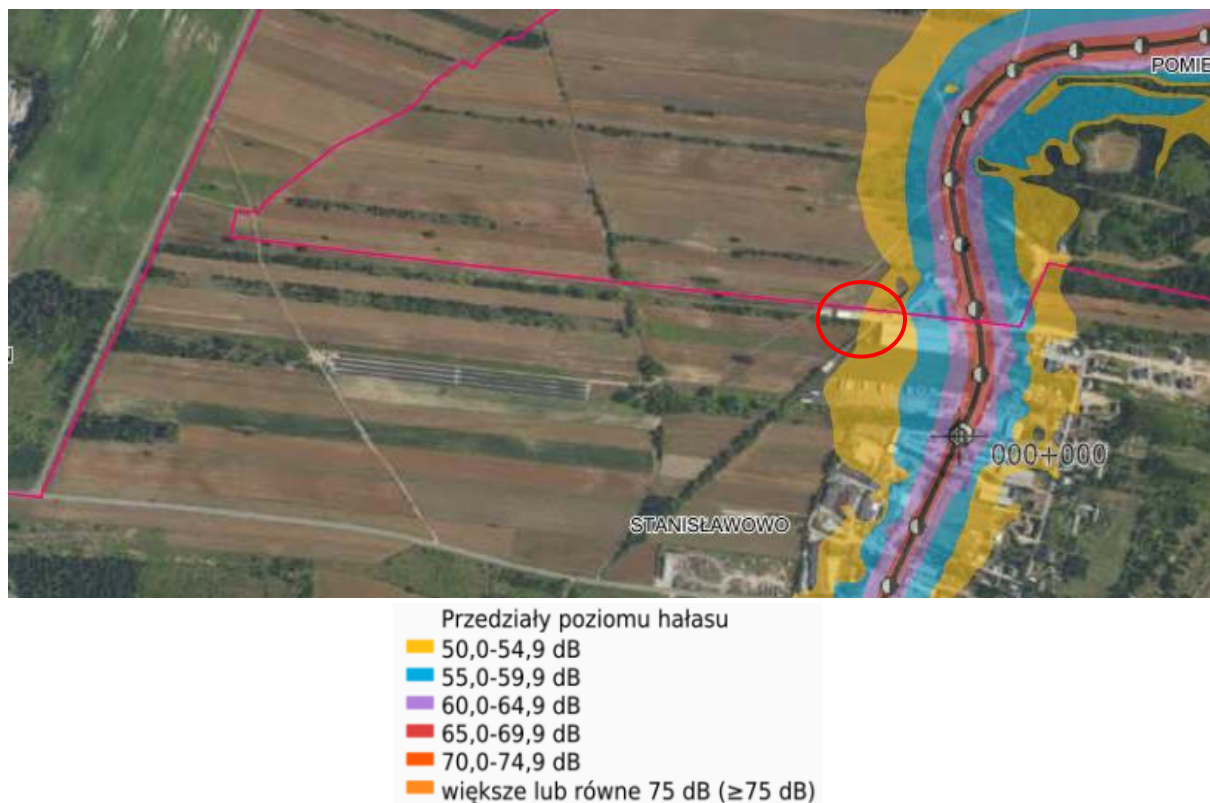 POMIE
000+000
STANISŁAWOWO
Przedziały poziomu hałasu
50,0-54,9 dB
55,0-59,9 dB
60,0-64,9 dB
65,0-69,9 dB
70,0-74,9 dB
większe lub równe 75 dB (≥75 dB)